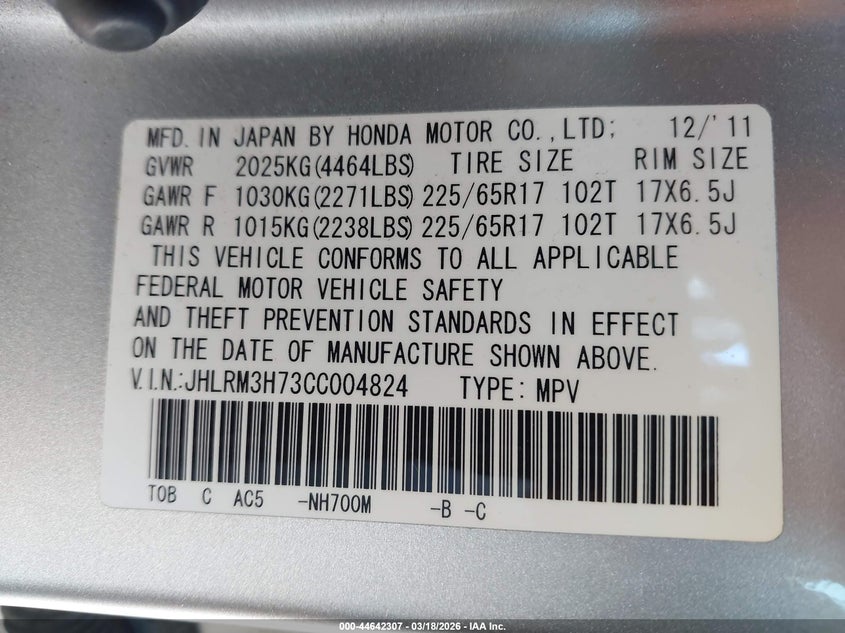 MFD. IN JAPAN BY HONDA MOTOR CO., LTD; 12/'11
GVWR 2025KG(4464LBS) TIRE SIZE RIM SIZE
GAWR F 1030KG(2271LBS) 225/65R17 102T 17X6.5J
GAWR R 1015KG(2238LBS) 225/65R17 102T 17X6.5J
THIS VEHICLE CONFORMS TO ALL APPLICABLE
FEDERAL MOTOR VEHICLE SAFETY
AND THEFT PREVENTION STANDARDS IN EFFECT
ON THE DATE OF MANUFACTURE SHOWN ABOVE.
V.I.N.:JHLRM3H73CC004824 TYPE: MPV
TOB C AC5 -NH700M -B -C
000-44642307 - 03/18/2026 - IAA Inc.